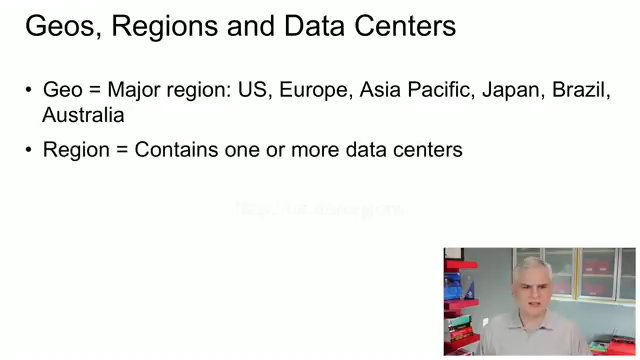 Geos, Regions and Data Centers
• Geo = Major region: US, Europe, Asia Pacific, Japan, Brazil,
Australia
• Region = Contains one or more data centers